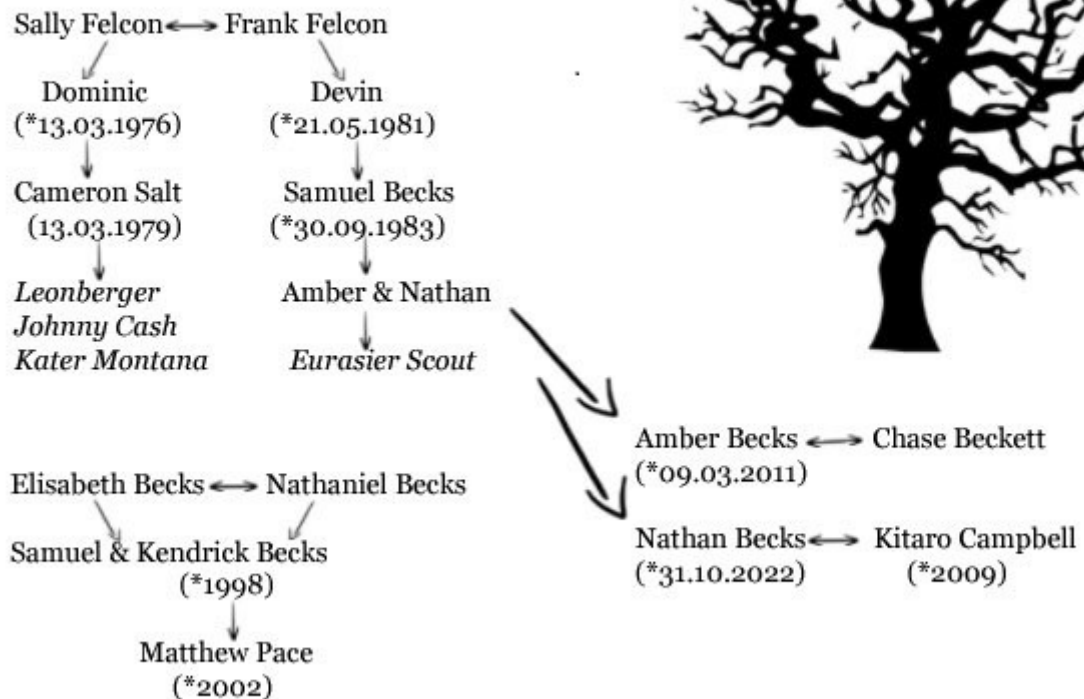 Sally Felcon Frank Felcon
Dominic Devin
(*13.03.1976) (*21.05.1981)
Cameron Salt Samuel Becks
(13.03.1979) (*30.09.1983)
Leonberger Amber & Nathan
Johnny Cash
Kater Montana Eurasier Scout
Amber Becks Chase Beckett
(*09.03.2011)
Elisabeth Becks Nathaniel Becks
Nathan Becks Kitaro Campbell
(*31.10.2022) (*2009)
Samuel & Kendrick Becks
(*1998)
Matthew Pace
(*2002)